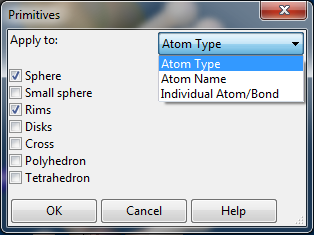 Primitives
Apply to:
Atom Type
Atom Type
Atom Name
Individual Atom/Bond
Sphere
Small sphere
Rims
Disks
Cross
Polyhedron
Tetrahedron
OK
Cancel
Help